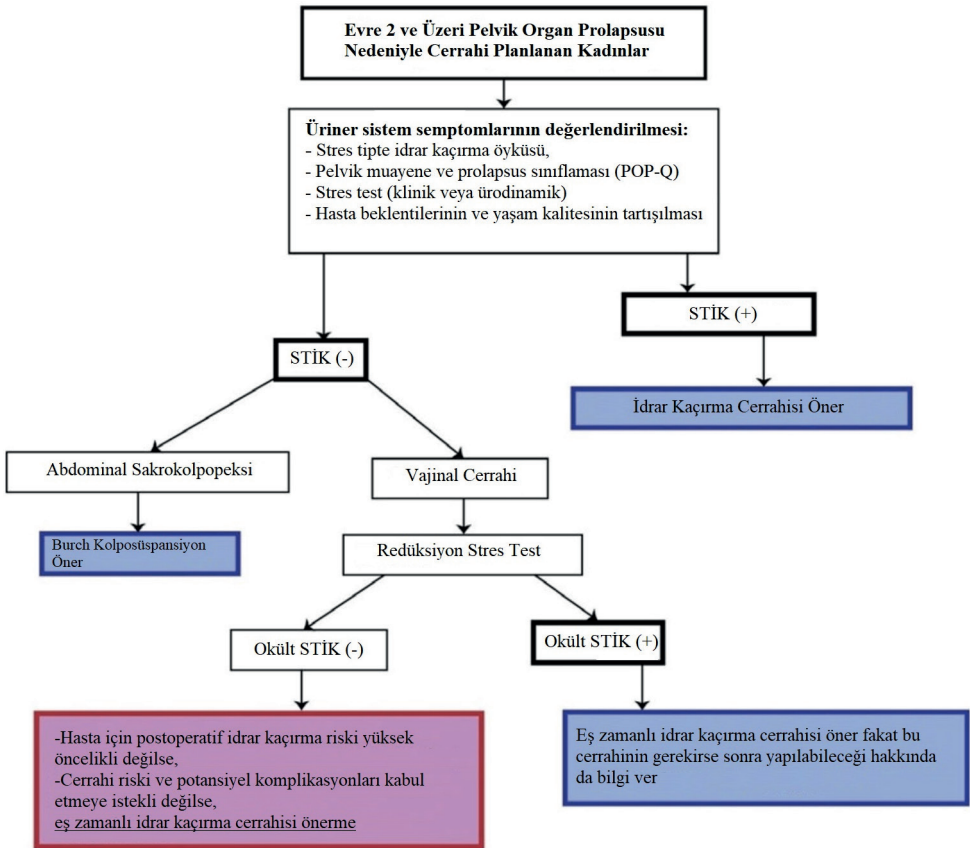 Evre 2 ve Üzeri Pelvik Organ Prolapsusu
Nedeniyle Cerrahi Planlanan Kadınlar
Üriner sistem semptomlarının değerlendirilmesi:
- Stres tipte idrar kaçırma öyküsü,
- Pelvik muayene ve prolapsus sınıflaması (POP-Q)
- Stres test (klinik veya ürodinamik)
- Hasta beklentilerinin ve yaşam kalitesinin tartışılması
STİK (+)
STİK (-)
İdrar Kaçırma Cerrahisi Öner
Abdominal Sakrokolpopeksi
Vajinal Cerrahi
Burch Kolposüspansiyon
Öner
Redüksiyon Stres Test
Okült STİK (-)
Okült STİK (+)
-Hasta için postoperatif idrar kaçırma riski yüksek
öncelikli değilse,
-Cerrahi riski ve potansiyel komplikasyonları kabul
etmeye istekli değilse,
eş zamanlı idrar kaçırma cerrahisi önerme
Eş zamanlı idrar kaçırma cerrahisi öner fakat bu
cerrahinin gerekirse sonra yapılabileceği hakkında
da bilgi ver